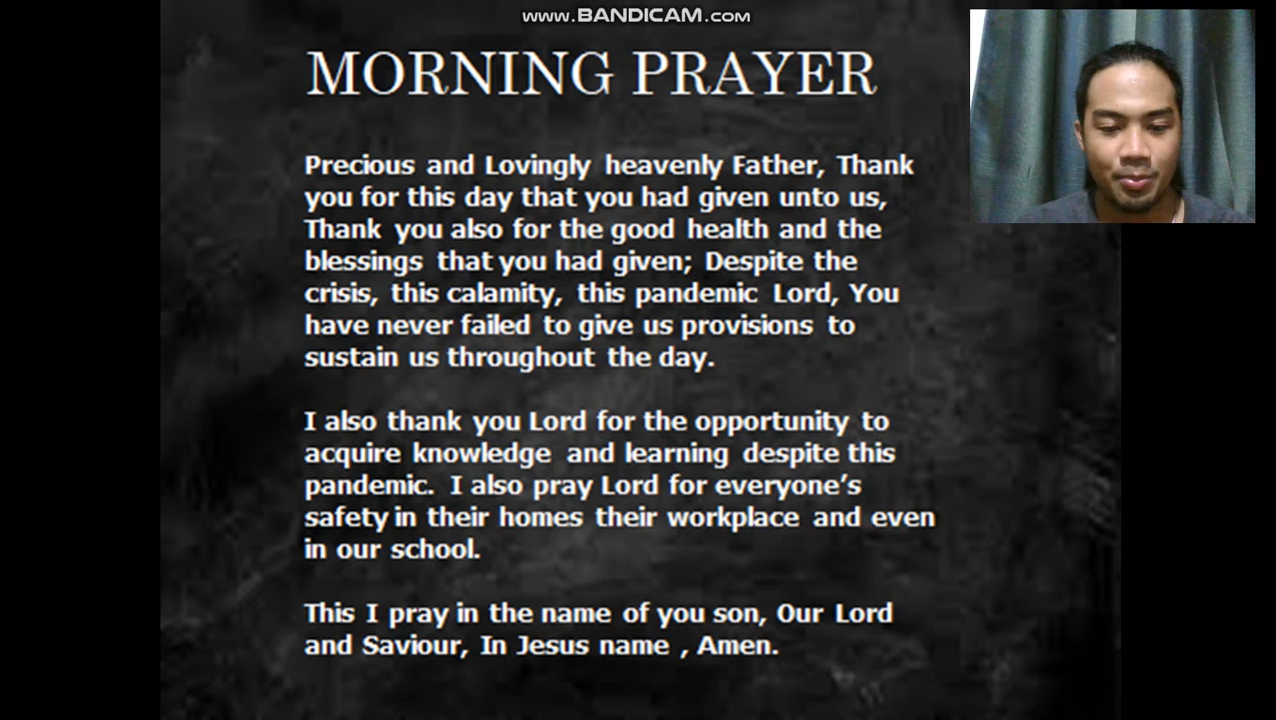 www.BANDICAM.com
MORNING PRAYER
Precious and Lovingly heavenly Father, Thank
you for this day that you had given unto us,
Thank you also for the good health and the
blessings that you had given; Despite the
crisis, this calamity, this pandemic Lord, You
have never failed to give us provisions to
sustain us throughout the day.
I also thank you Lord for the opportunity to
acquire knowledge and learning despite this
pandemic. I also pray Lord for everyone’s
safety in their homes their workplace and even
in our school.
This I pray in the name of you son, Our Lord
and Saviour, In Jesus name , Amen.